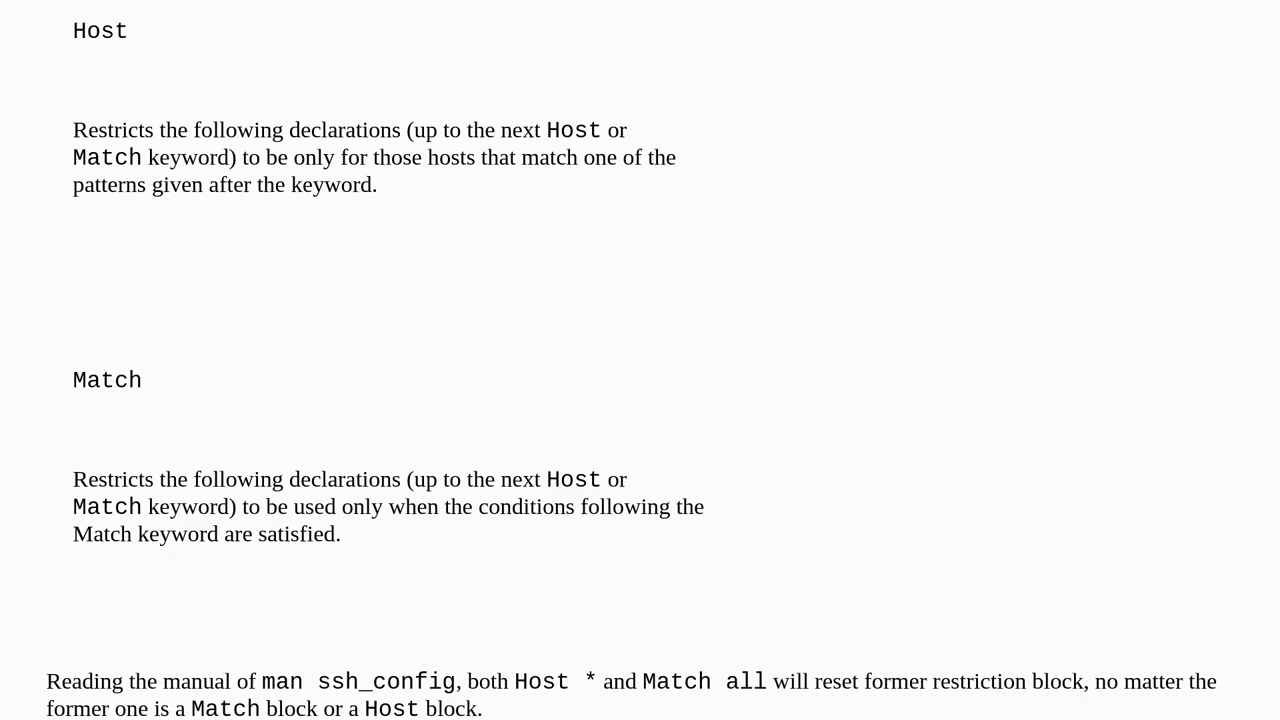 Host
Restricts the following declarations (up to the next Host or
Match keyword) to be only for those hosts that match one of the
patterns given after the keyword.
Match
Restricts the following declarations (up to the next Host or
Match keyword) to be used only when the conditions following the
Match keyword are satisfied.
Reading the manual of man ssh_config, both Host * and Match all will reset former restriction block, no matter the
former one is a Match block or a Host block.